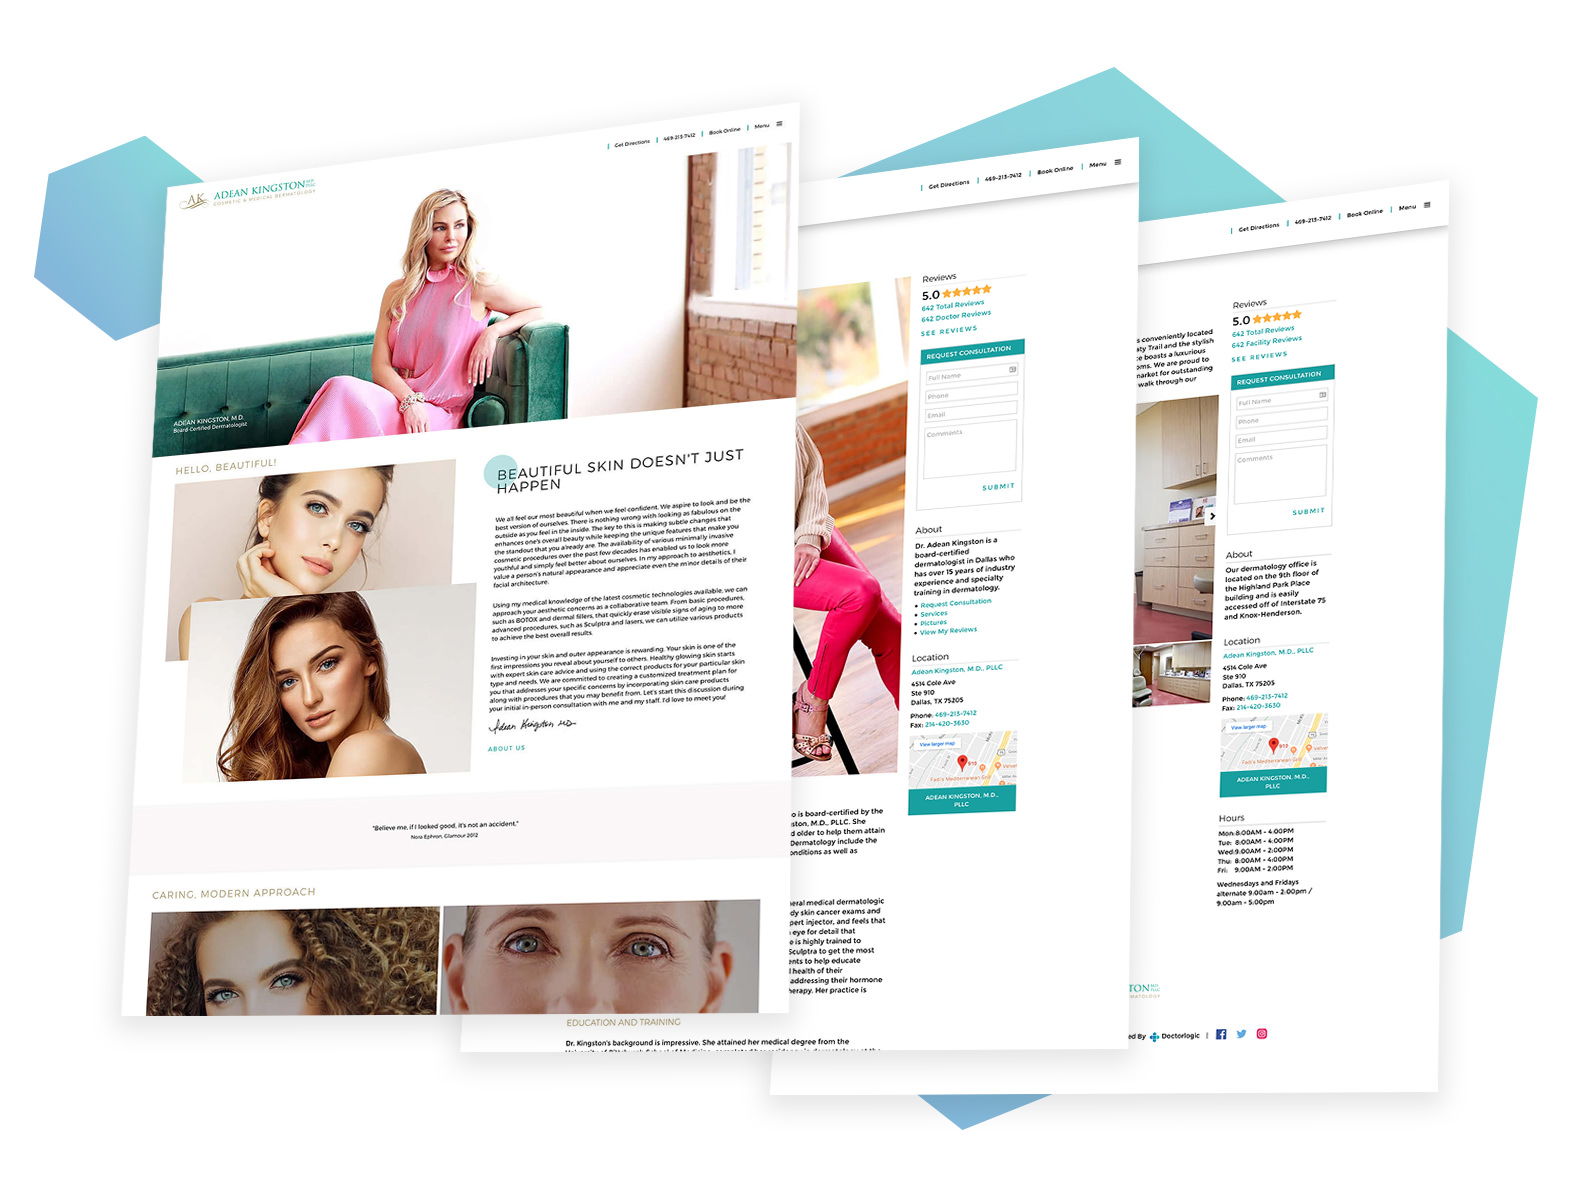 Get Directions
469-213-7412
Book Online
Menu
AK
ADEAN KINGSTON MD PLLC
COSMETIC & MEDICAL DERMATOLOGY
ADEAN KINGSTON, M.D.
Board-Certified Dermatologist
HELLO, BEAUTIFUL!
BEAUTIFUL SKIN DOESN'T JUST
HAPPEN
We all feel our most beautiful when we feel confident. We aspire to look and be the
best version of ourselves. There is nothing wrong with looking as fabulous on the
outside as you feel in the inside. The key to this is making subtle changes that
enhances one's overall beauty while keeping the unique features that make you
the standout that you already are. The availability of various minimally invasive
cosmetic procedures over the past few decades has enabled us to look more
youthful and simply feel better about ourselves. In my approach to aesthetics, I
value a person's natural appearance and appreciate even the minor details of their
facial architecture.
Using my medical knowledge of the latest cosmetic technologies available, we can
approach your aesthetic concerns as a collaborative team. From basic procedures,
such as BOTOX and dermal fillers, that quickly erase visible signs of aging to more
advanced procedures, such as Sculptra and lasers, we can utilize various products
to achieve the best overall results.
Investing in your skin and outer appearance is rewarding. Your skin is one of the
first impressions you reveal about yourself to others. Healthy glowing skin starts
with expert skin care advice and using the correct products for your particular skin
type and needs. We are committed to creating a customized treatment plan for
you that addresses your specific concerns by incorporating skin care products
along with procedures that you may benefit from. Let's start this discussion during
your initial in-person consultation with me and my staff. I'd love to meet you!
Adean Kingston M.D.
ABOUT US
"Believe me, if I looked good, it's not an accident."
Nora Ephron, Glamour 2012
CARING, MODERN APPROACH
Get Directions
469-213-7412
Book Online
Menu
Reviews
5.0
642 Total Reviews
642 Doctor Reviews
SEE REVIEWS
REQUEST CONSULTATION
Full Name
Phone
Email
Comments
SUBMIT
About
Dr. Adean Kingston is a
board-certified
dermatologist in Dallas who
has over 15 years of industry
experience and specialty
training in dermatology.
Request Consultation
Services
Pictures
View My Reviews
Location
Adean Kingston, M.D., PLLC
4514 Cole Ave
Ste 910
Dallas, TX 75205
Phone: 469-213-7412
Fax: 214-420-3630
View larger map
910
Fadi's Mediterranean Grill
ADEAN KINGSTON, M.D.,
PLLC
o is board-certified by the
ston, M.D., PLLC. She
d older to help them attain
Dermatology include the
onditions as well as
neral medical dermatologic
dy skin cancer exams and
pert injector, and feels that
eye for detail that
e is highly trained to
Sculptra to get the most
ents to help educate
l health of their
addressing their hormone
herapy. Her practice is
EDUCATION AND TRAINING
Dr. Kingston's background is impressive. She attained her medical degree from the
Get Directions
469-213-7412
Book Online
Menu
s conveniently located
aty Trail and the stylish
ce boasts a luxurious
oms. We are proud to
market for outstanding
walk through our
Reviews
5.0
642 Total Reviews
642 Facility Reviews
SEE REVIEWS
REQUEST CONSULTATION
Full Name
Phone
Email
Comments
SUBMIT
About
Our dermatology office is
located on the 9th floor of
the Highland Park Place
building and is easily
accessed off of Interstate 75
and Knox-Henderson.
Location
Adean Kingston, M.D., PLLC
4514 Cole Ave
Ste 910
Dallas, TX 75205
Phone: 469-213-7412
Fax: 214-420-3630
View larger map
910
Fadi's Mediterranean Grill
ADEAN KINGSTON, M.D.,
PLLC
Hours
Mon: 8:00AM - 4:00PM
Tue: 8:00AM - 4:00PM
Wed: 9:00AM - 2:00PM
Thu: 8:00AM - 4:00PM
Fri: 9:00AM - 2:00PM
Wednesdays and Fridays
alternate 9:00am - 2:00pm /
9:00am - 5:00pm
TON MD PLLC
MATOLOGY
ed By Doctorlogic